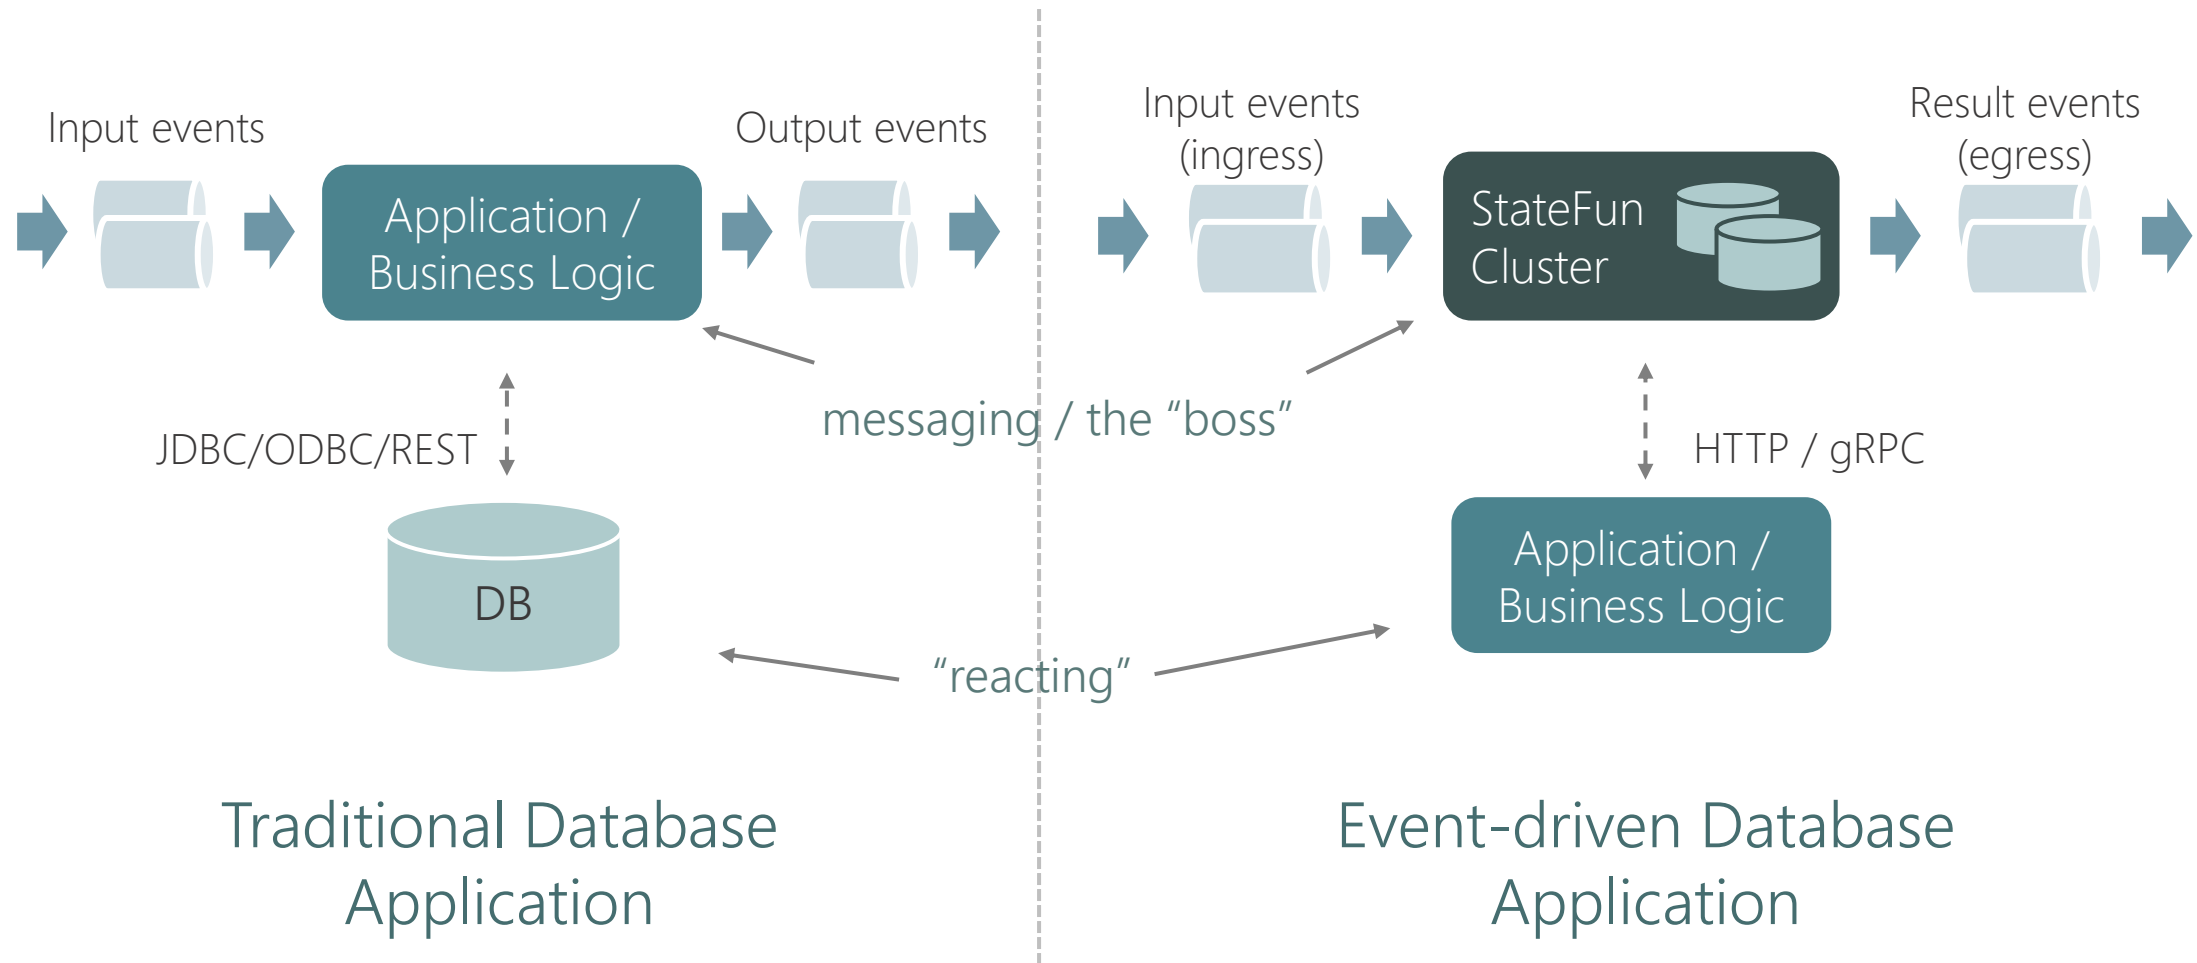 Input events
Application /
Business Logic
Output events
JDBC/ODBC/REST
DB
Traditional Database
Application
messaging / the “boss”
“reacting”
Input events
(ingress)
StateFun
Cluster
Result events
(egress)
HTTP / gRPC
Application /
Business Logic
Event-driven Database
Application